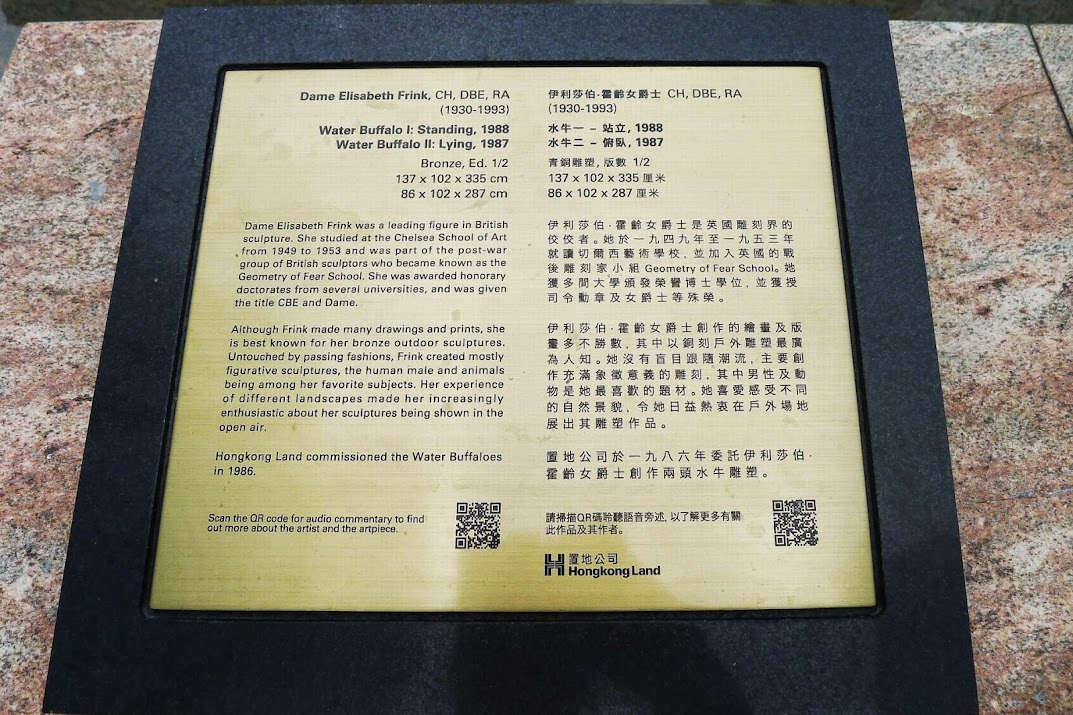 Dame Elisabeth Frink, CH, DBE, RA
(1930-1993)
Water Buffalo I: Standing, 1988
Water Buffalo II: Lying, 1987
Bronze, Ed. 1/2
137 x 102 x 335 cm
86 x 102 x 287 cm
Dame Elisabeth Frink was a leading figure in British
sculpture. She studied at the Chelsea School of Art
from 1949 to 1953 and was part of the post-war
group of British sculptors who became known as the
Geometry of Fear School. She was awarded honorary
doctorates from several universities, and was given
the title CBE and Dame.
Although Frink made many drawings and prints, she
is best known for her bronze outdoor sculptures.
Untouched by passing fashions, Frink created mostly
figurative sculptures, the human male and animals
being among her favorite subjects. Her experience
of different landscapes made her increasingly
enthusiastic about her sculptures being shown in the
open air.
Hongkong Land commissioned the Water Buffaloes
in 1986.
Scan the QR code for audio commentary to find
out more about the artist and the artpiece.
伊利莎伯·霍齡女爵士 CH, DBE, RA
(1930-1993)
水牛一 – 站立, 1988
水牛二 – 俯臥, 1987
青銅雕塑, 版數 1/2
137 x 102 x 335 厘米
86 x 102 x 287 厘米
伊利莎伯·霍齡女爵士是英國雕刻界的
佼佼者。她於一九四九年至一九五三年
就讀切爾西藝術學校, 並加入英國的戰
後雕刻家小組 Geometry of Fear School。她
獲多間大學頒發榮譽博士學位, 並獲授
司令勳章及女爵士等殊榮。
伊利莎伯·霍齡女爵士創作的繪畫及版
畫多不勝數, 其中以銅刻戶外雕塑最廣
為人知。她沒有盲目跟隨潮流, 主要創
作充滿象徵意義的雕刻, 其中男性及動
物是她最喜歡的題材。她喜愛感受不同
的自然景貌, 令她日益熱衷在戶外場地
展出其雕塑作品。
置地公司於一九八六年委託伊利莎伯·
霍齡女爵士創作兩頭水牛雕塑。
請掃描QR碼聆聽語音旁述, 以了解更多有關
此作品及其作者。
置地公司
Hongkong Land